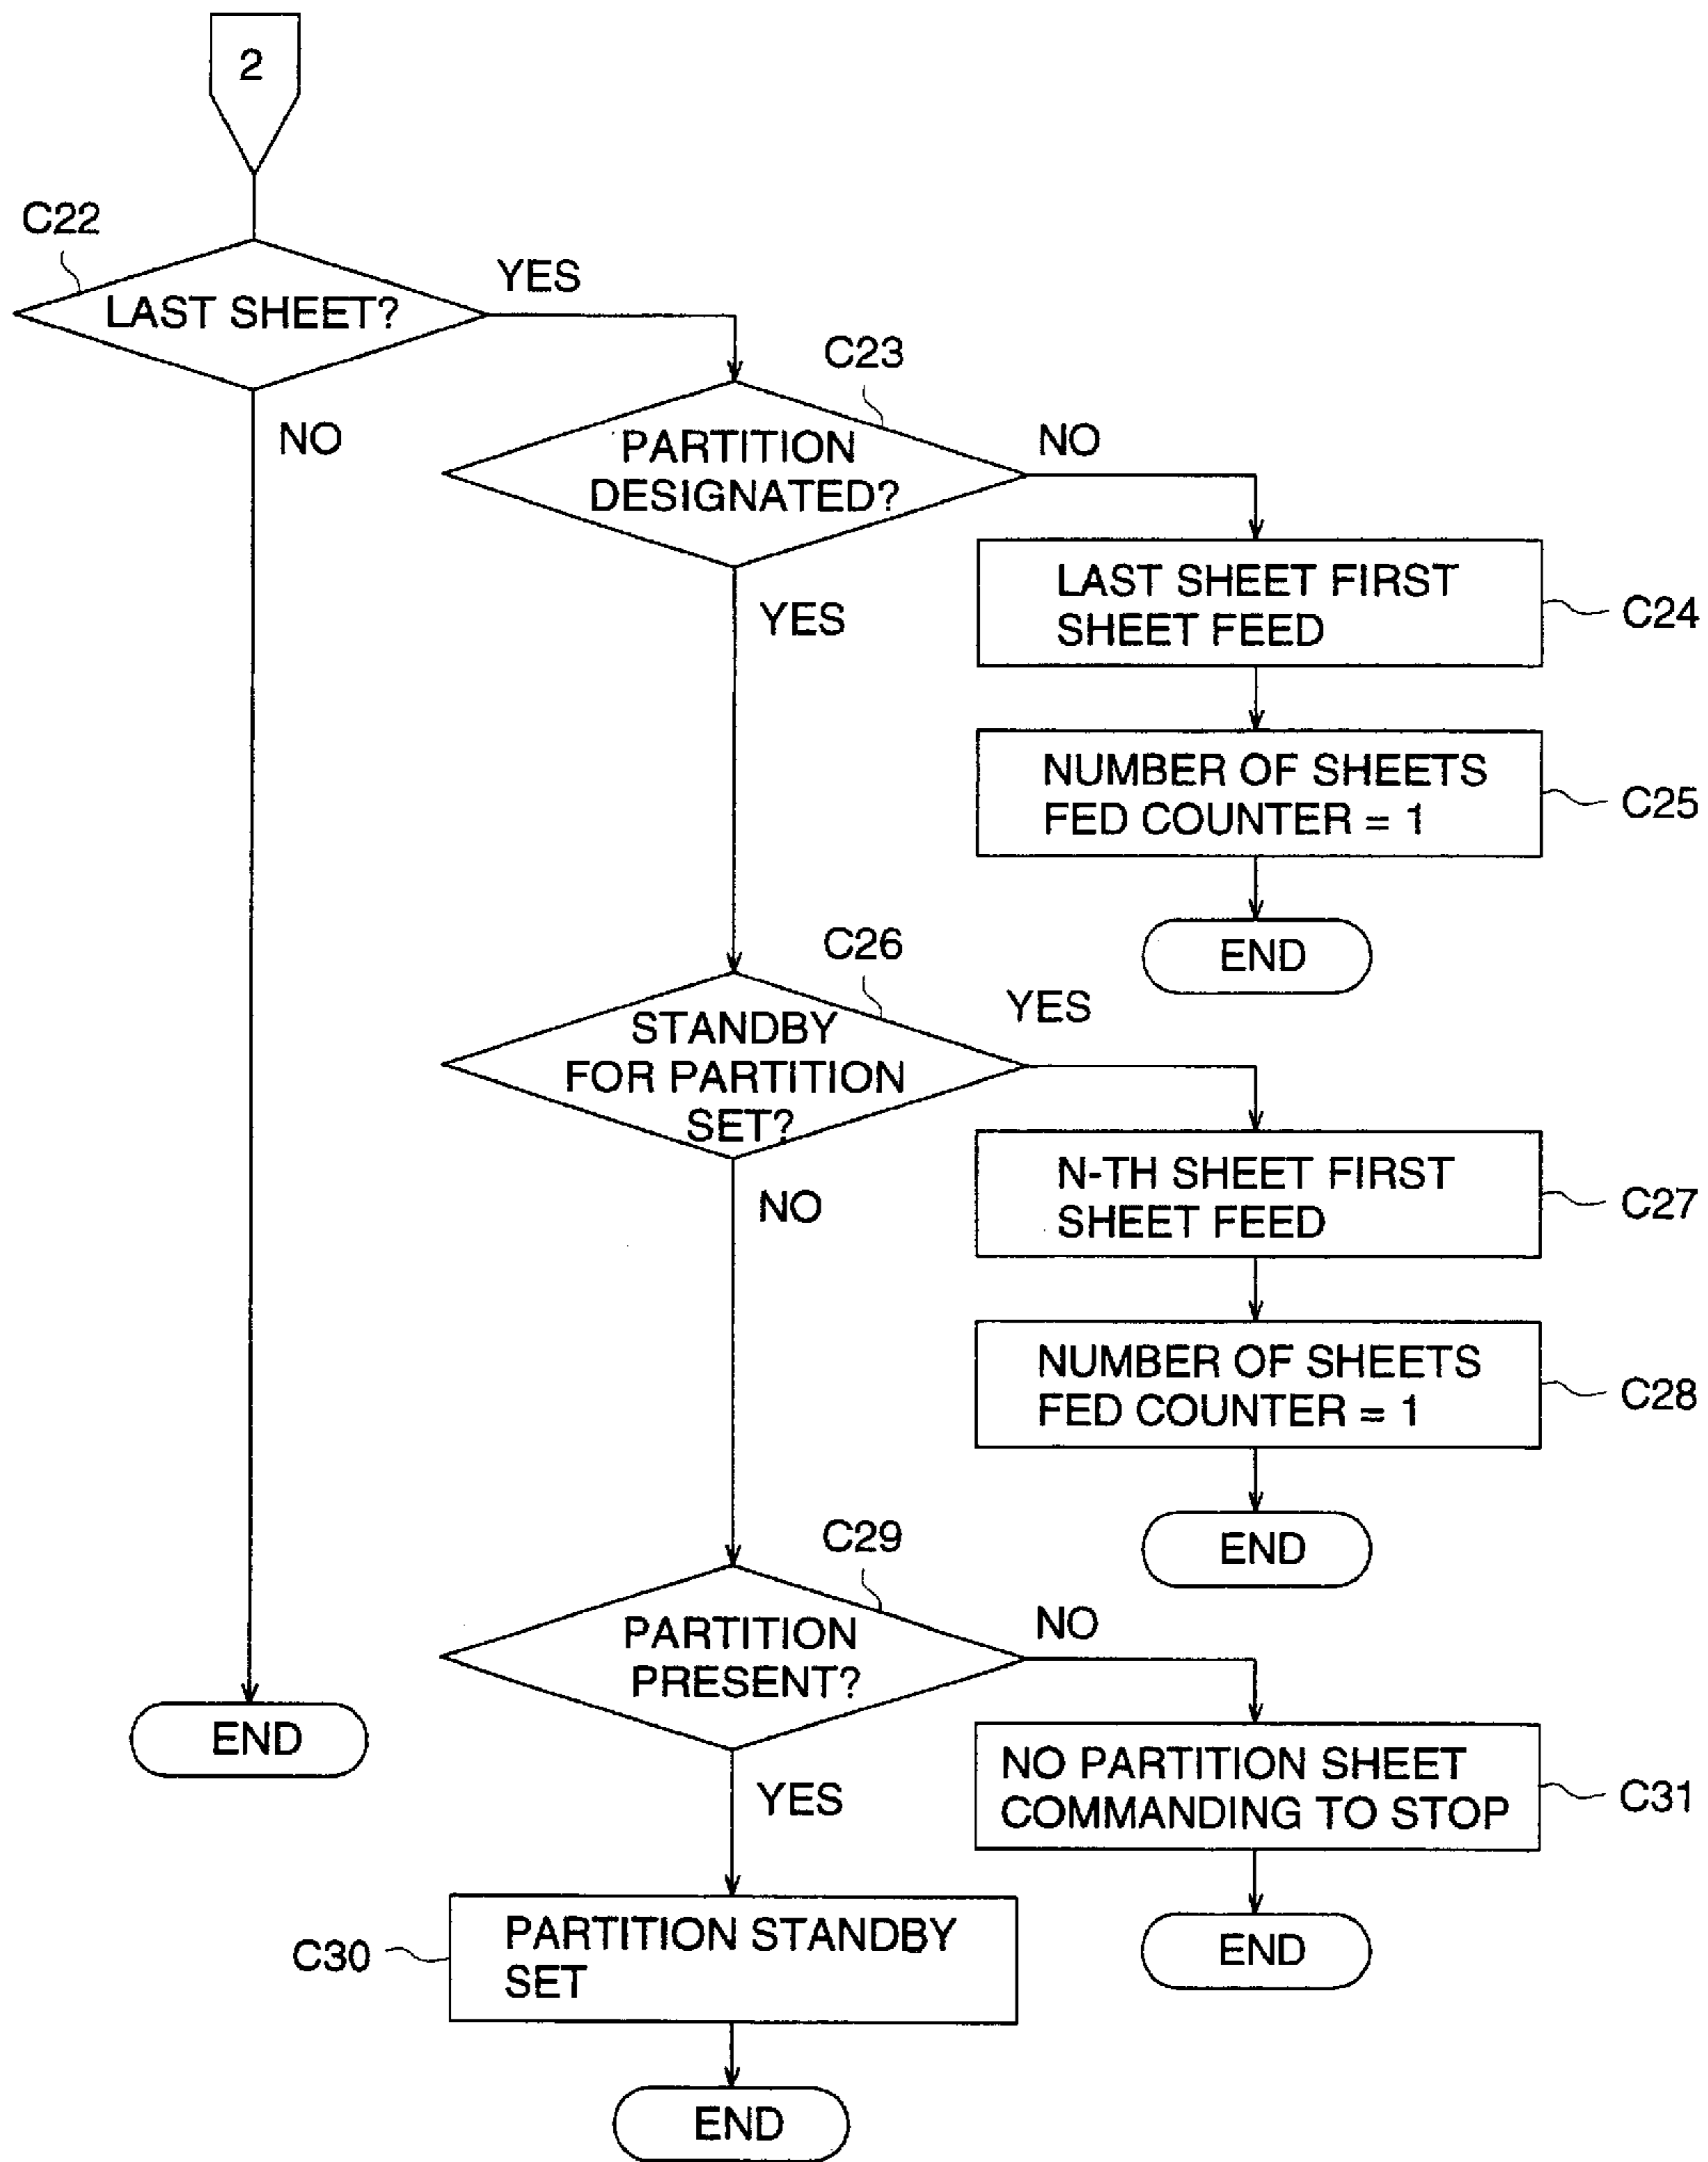 2
C22
LAST SHEET?
YES
NO
C23
PARTITION
DESIGNATED?
NO
YES
LAST SHEET FIRST
SHEET FEED
C24
NUMBER OF SHEETS
FED COUNTER = 1
C25
END
C26
STANDBY
FOR PARTITION
SET?
YES
NO
N-TH SHEET FIRST
SHEET FEED
C27
NUMBER OF SHEETS
FED COUNTER = 1
C28
END
C29
PARTITION
PRESENT?
NO
YES
END
NO PARTITION SHEET
COMMANDING TO STOP
C31
END
C30
PARTITION STANDBY
SET
END